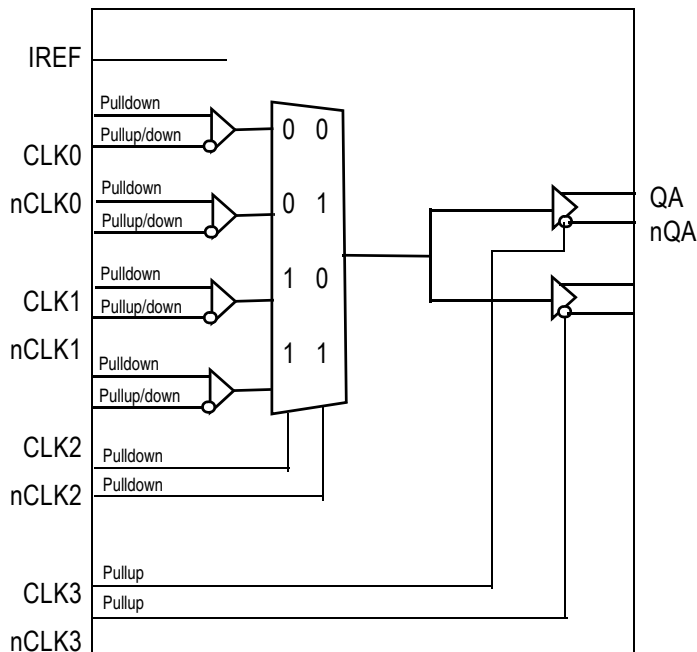 IREF
Pulldown
Pullup/down
CLK0
nCLK0
Pulldown
Pullup/down
Pulldown
CLK1
Pullup/down
nCLK1
Pulldown
Pullup/down
CLK2
Pulldown
nCLK2
Pulldown
Pullup
CLK3
Pullup
nCLK3
0 0
0 1
1 0
1 1
QA
nQA